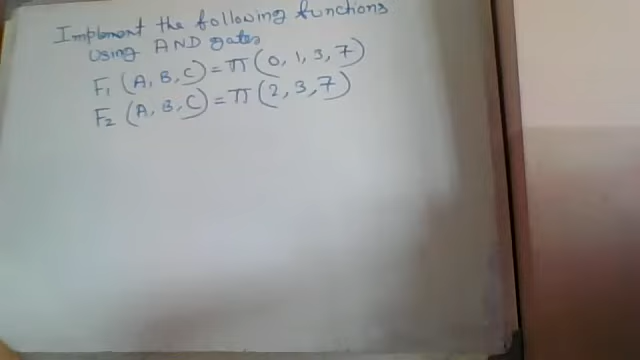 Implement the following functions
using AND gates
F₁ (A, B, C) = π (0, 1, 3, 7)
F₂ (A, B, C) = π (2, 3, 7)